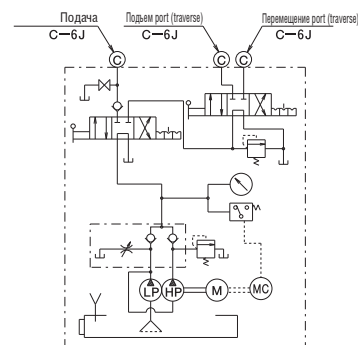 Подача
Подъем port (traverse)
Перемещение port (traverse)
C-6J
C-6J
C-6J
C
C
C
LP
HP
M
MC